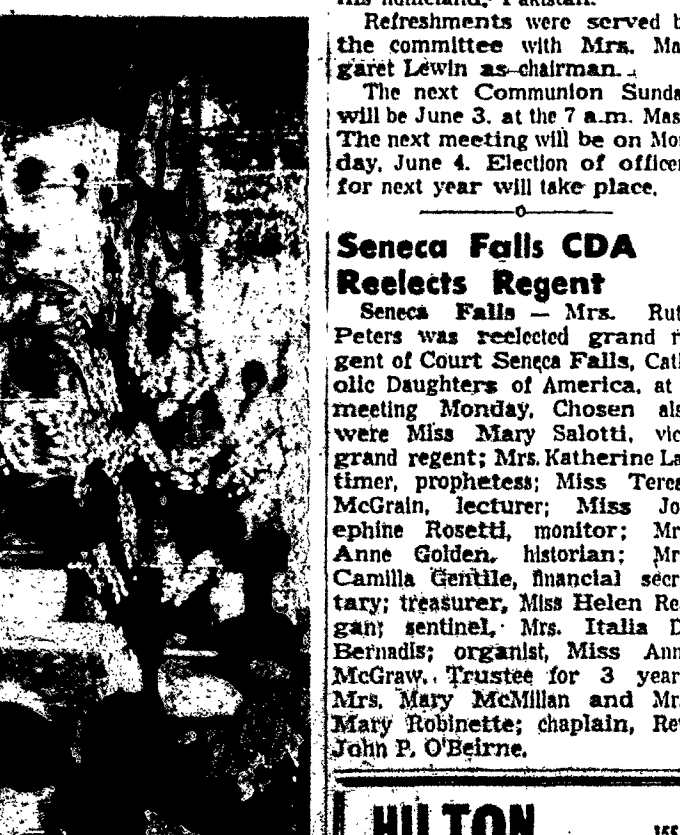 his homeland, Pakistan.
Refreshments were served b
the committee with Mrs. Ma
garet Lewin as chairman.
The next Communion Sunda
will be June 3, at the 7 a.m. Mas
The next meeting will be on Mon
day, June 4. Election of officer
for next year will take place.
Seneca Falls CDA
Reelects Regent
Seneca Falls — Mrs. Rut
Peters was reelected grand r
gent of Court Seneca Falls, Cath
olic Daughters of America, at
meeting Monday, Chosen als
were Miss Mary Salotti, vic
grand regent; Mrs. Katherine La
timer, prophetess; Miss Teres
McGrain, lecturer; Miss Jo
ephine Rosetti, monitor; Mr
Anne Golden, historian; Mr
Camilla Gentile, financial secr
tary; treasurer, Miss Helen Re
gan; sentinel, Mrs. Italia D
Bernadis; organist, Miss Ann
McGraw. Trustee for 3 year
Mrs. Mary McMillan and Mr
Mary Robinette; chaplain, Rev
John P. O'Beirne.
HILTON